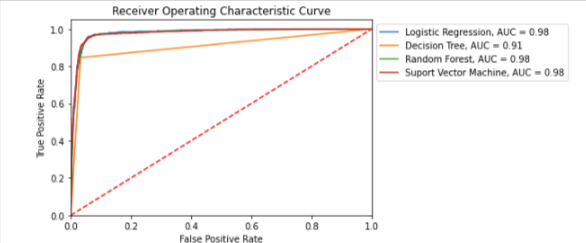 Receiver Operating Characteristic Curve
1.0
0.8
0.6
0.4
0.2
0.0
True Positive Rate
0.0 0.2 0.4 0.6 0.8 1.0
False Positive Rate
Logistic Regression, AUC = 0.98
Decision Tree, AUC = 0.91
Random Forest, AUC = 0.98
Suport Vector Machine, AUC = 0.98